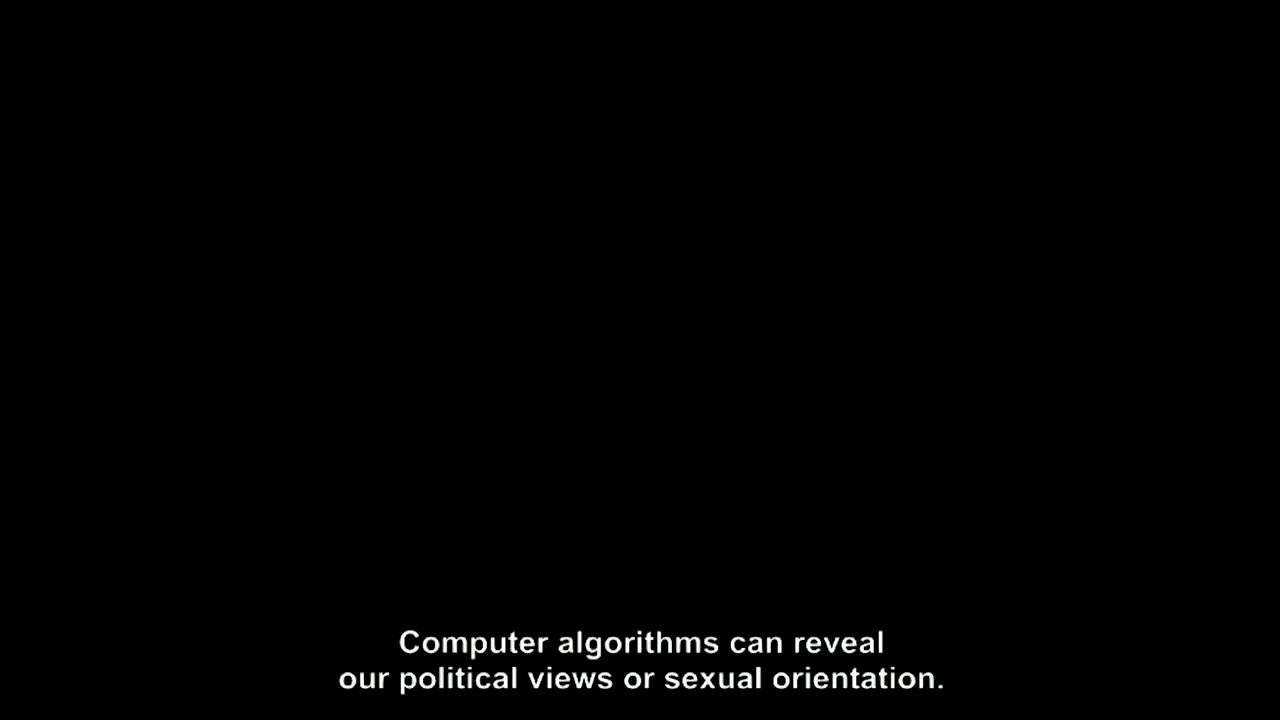 Computer algorithms can reveal
our political views or sexual orientation.